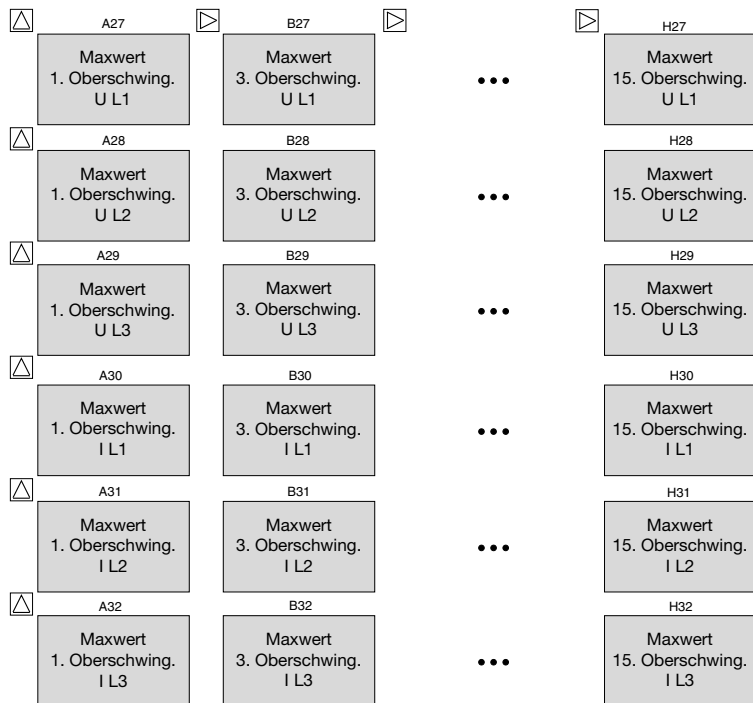 A27 B27 H27
Maxwert Maxwert Maxwert
1. Oberschwing. 3. Oberschwing. 15. Oberschwing.
U L1 U L1 U L1
A28 B28 H28
Maxwert Maxwert Maxwert
1. Oberschwing. 3. Oberschwing. 15. Oberschwing.
U L2 U L2 U L2
A29 B29 H29
Maxwert Maxwert Maxwert
1. Oberschwing. 3. Oberschwing. 15. Oberschwing.
U L3 U L3 U L3
A30 B30 H30
Maxwert Maxwert Maxwert
1. Oberschwing. 3. Oberschwing. 15. Oberschwing.
I L1 I L1 I L1
A31 B31 H31
Maxwert Maxwert Maxwert
1. Oberschwing. 3. Oberschwing. 15. Oberschwing.
I L2 I L2 I L2
A32 B32 H32
Maxwert Maxwert Maxwert
1. Oberschwing. 3. Oberschwing. 15. Oberschwing.
I L3 I L3 I L3